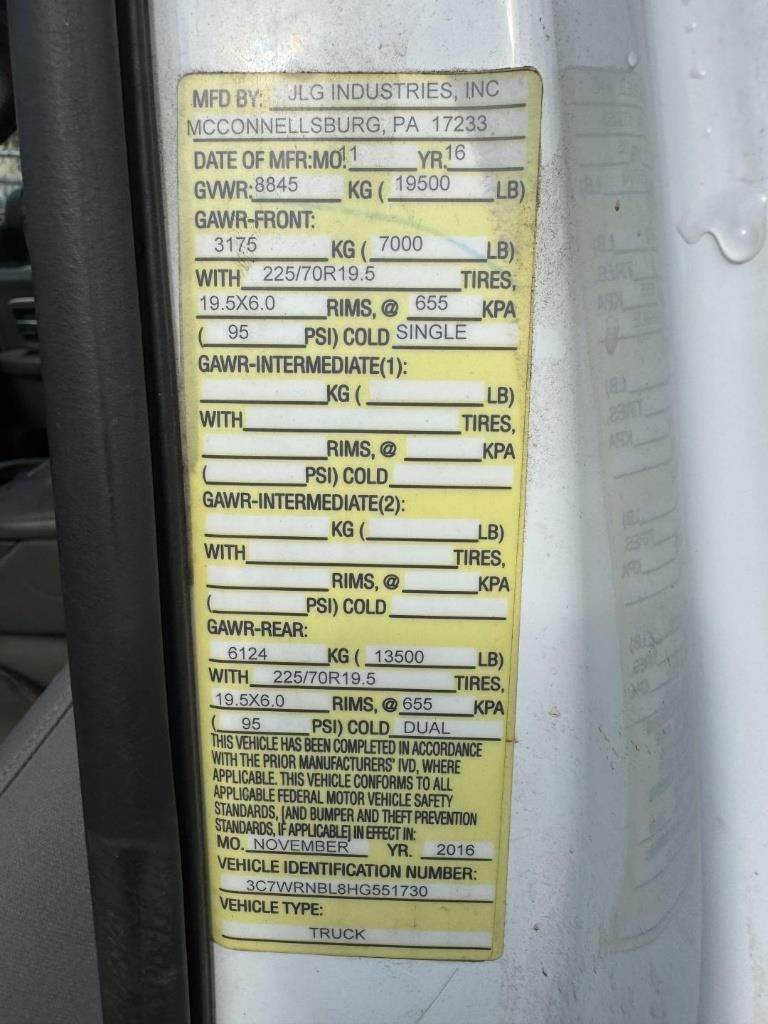 MFD BY: JLG INDUSTRIES, INC
MCCONNELLSBURG, PA 17233
DATE OF MFR:MO.11 YR.16
GVWR:8845 KG ( 19500 LB)
GAWR-FRONT:
3175 KG ( 7000 LB)
WITH 225/70R19.5 TIRES,
19.5X6.0 RIMS, @ 655 KPA
( 95 PSI) COLD SINGLE
GAWR-INTERMEDIATE(1):
KG ( LB)
WITH TIRES,
RIMS, @ KPA
( PSI) COLD
GAWR-INTERMEDIATE(2):
KG ( LB)
WITH TIRES,
RIMS, @ KPA
( PSI) COLD
GAWR-REAR:
6124 KG ( 13500 LB)
WITH 225/70R19.5 TIRES,
19.5X6.0 RIMS, @ 655 KPA
( 95 PSI) COLD DUAL
THIS VEHICLE HAS BEEN COMPLETED IN ACCORDANCE
WITH THE PRIOR MANUFACTURERS' IVD, WHERE
APPLICABLE. THIS VEHICLE CONFORMS TO ALL
APPLICABLE FEDERAL MOTOR VEHICLE SAFETY
STANDARDS, [AND BUMPER AND THEFT PREVENTION
STANDARDS, IF APPLICABLE] IN EFFECT IN:
MO. NOVEMBER YR. 2016
VEHICLE IDENTIFICATION NUMBER:
3C7WRNBL8HG551730
VEHICLE TYPE:
TRUCK